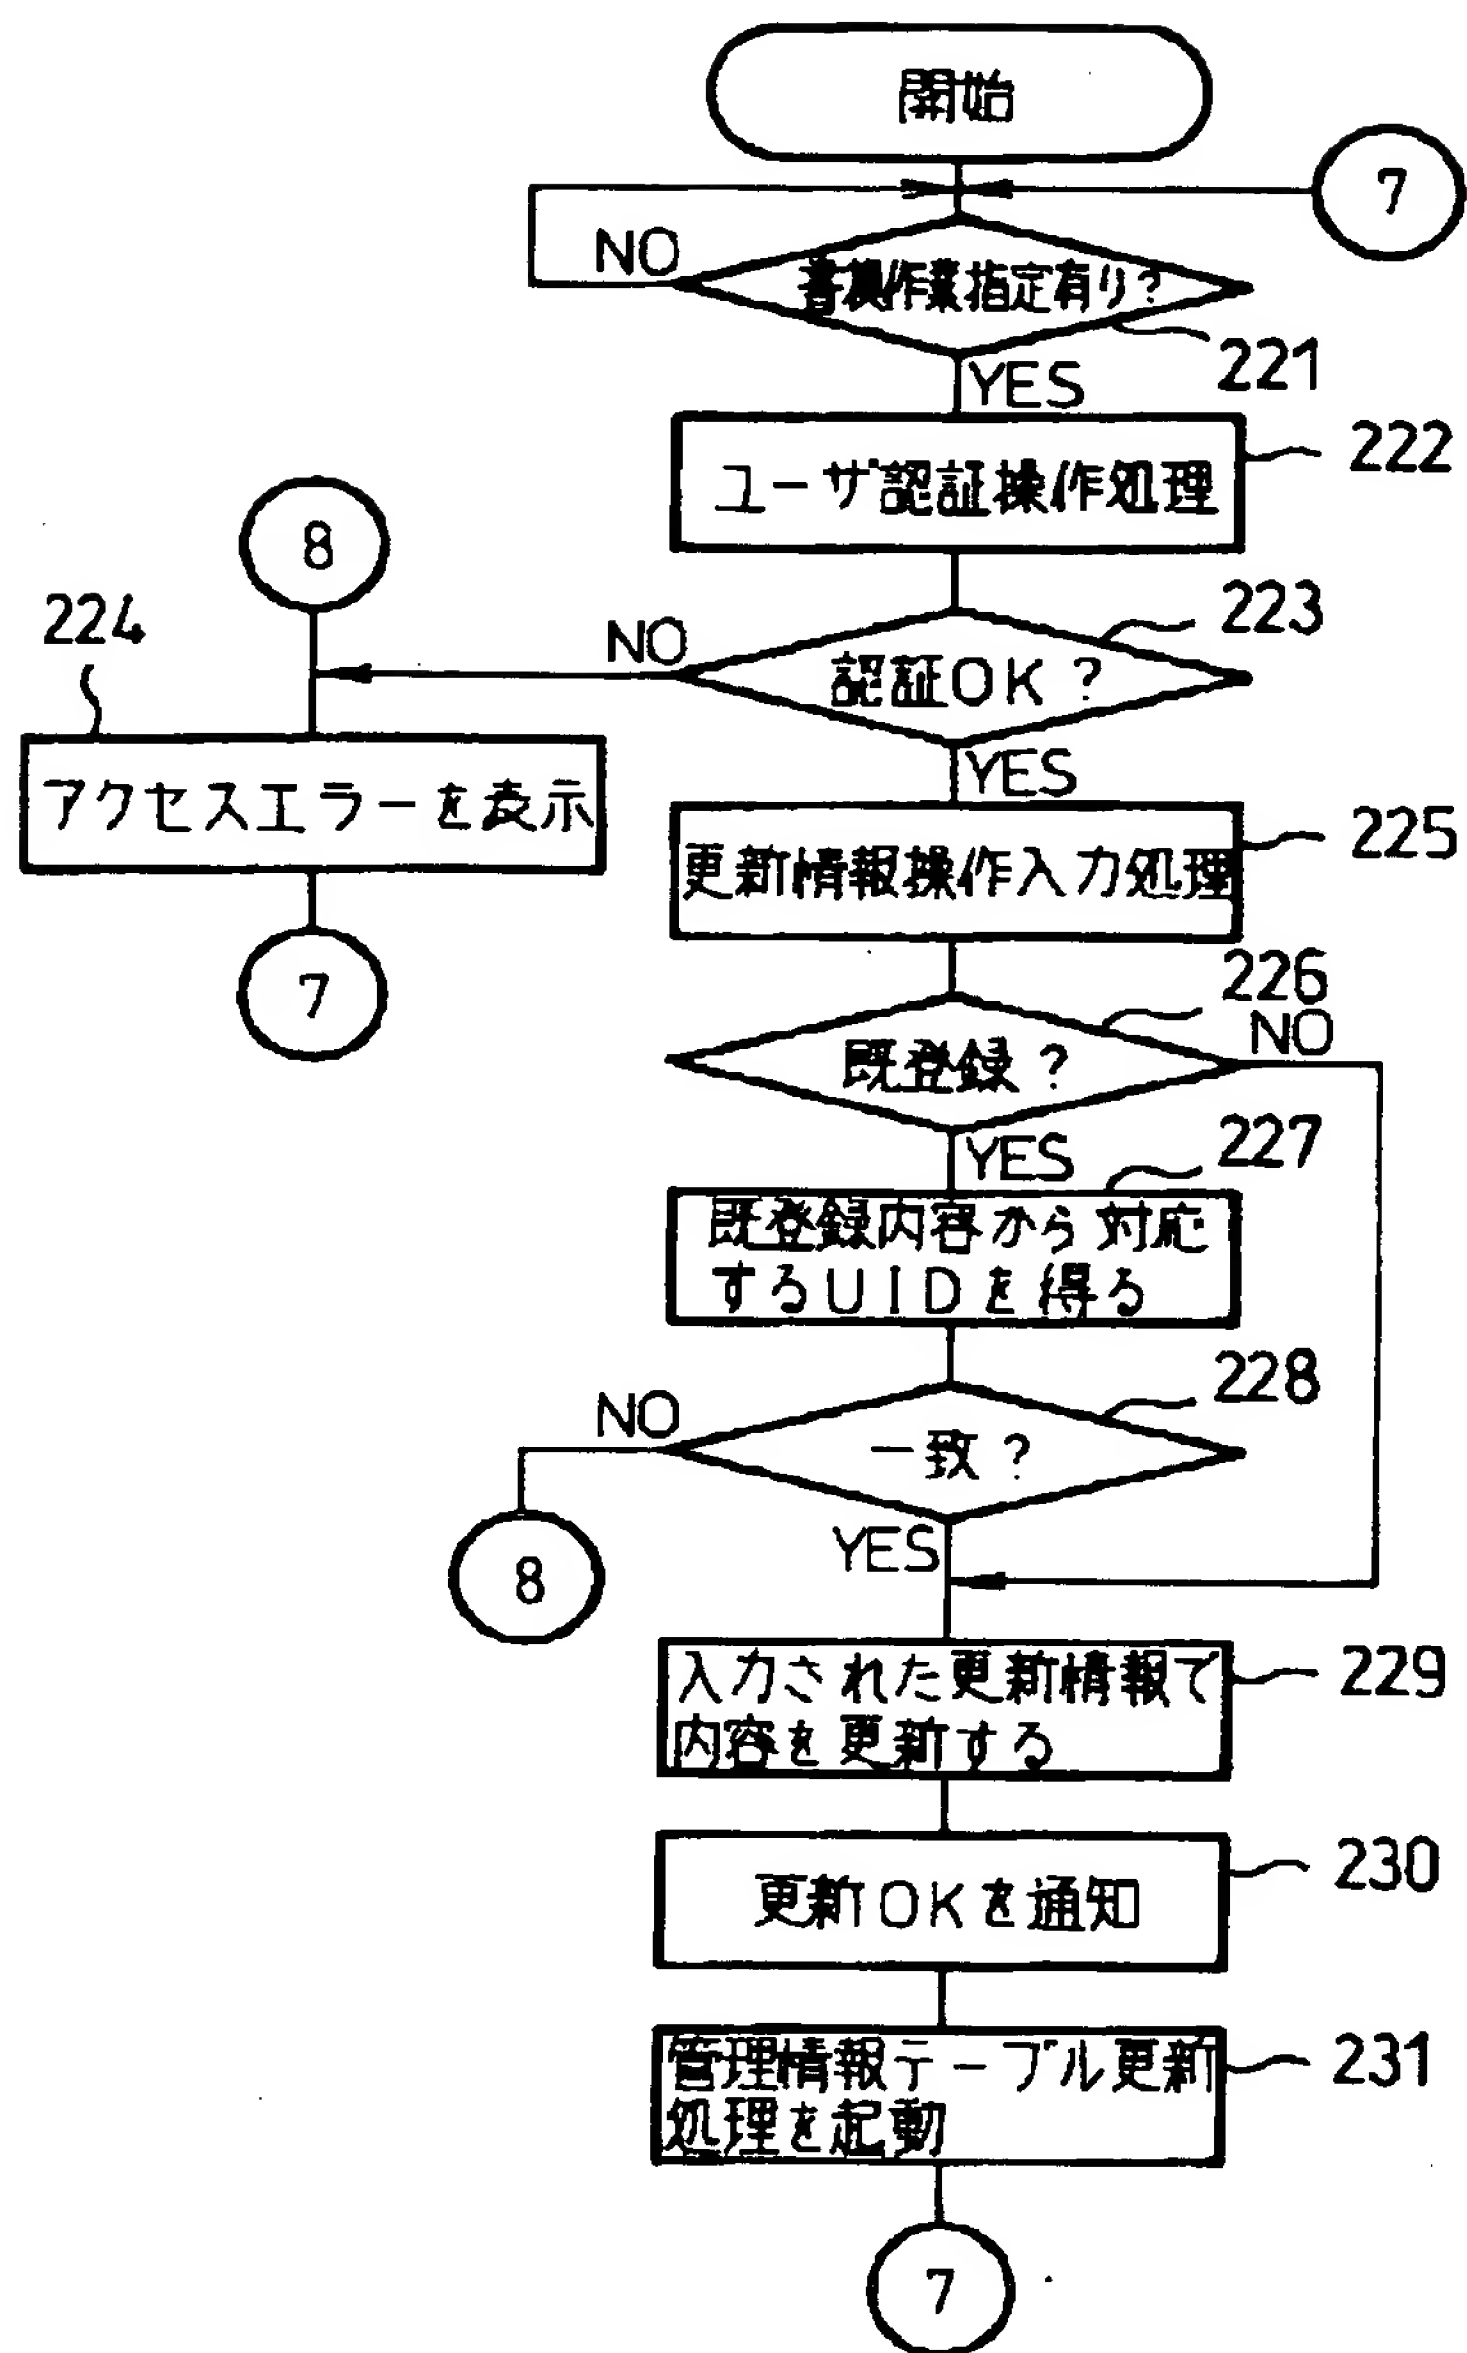 開始
7
NO
書換作業指定有り?
221
YES
222
ユーザ認証操作処理
8
223
224
NO
認証OK?
YES
アクセスエラーを表示
225
更新情報操作入力処理
7
226
NO
既登録?
227
YES
既登録内容から対応
するUIDを得る
228
NO
一致?
YES
8
入力された更新情報で
229
内容を更新する
230
更新OKを通知
管理情報テーブル更新
231
処理を起動
7